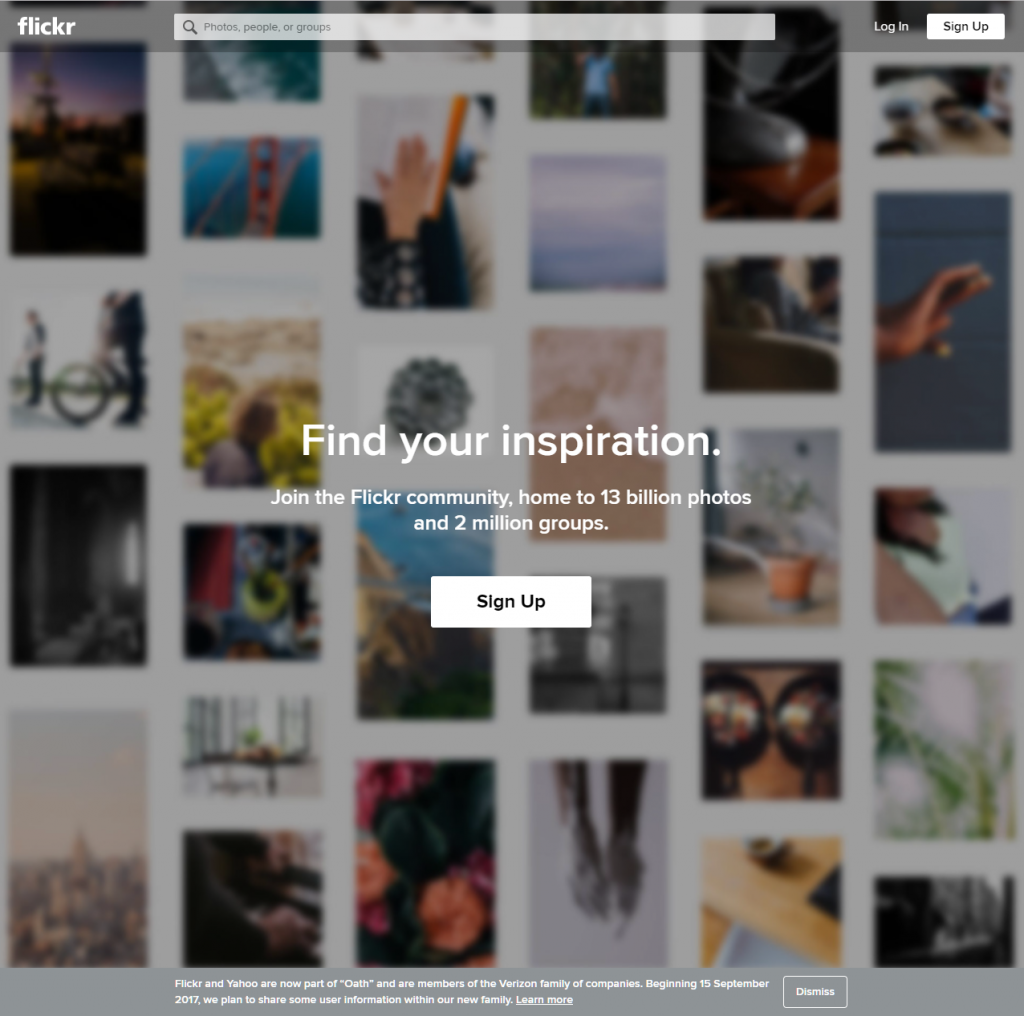 flickr
Photos, people, or groups
Log In
Sign Up
Find your inspiration.
Join the Flickr community, home to 13 billion photos
and 2 million groups.
Sign Up
Flickr and Yahoo are now part of “Oath” and are members of the Verizon family of companies. Beginning 15 September
2017, we plan to share some user information within our new family. Learn more
Dismiss